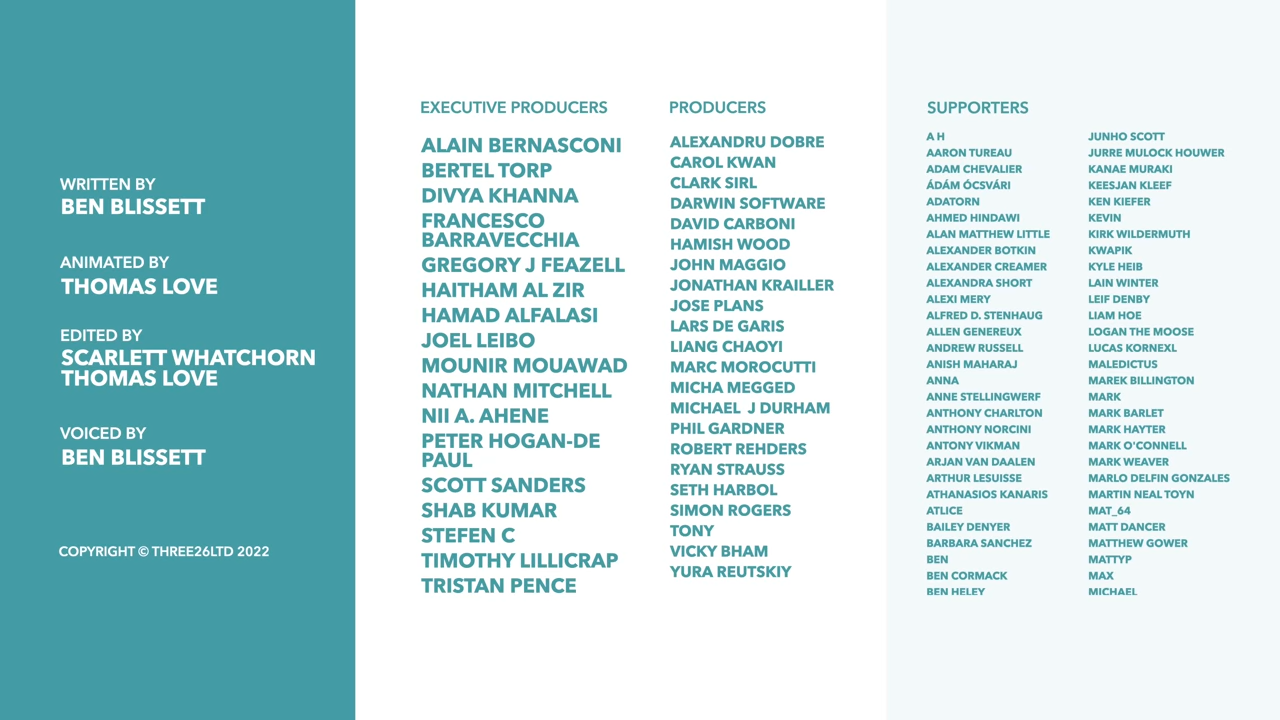 WRITTEN BY
BEN BLISSETT
ANIMATED BY
THOMAS LOVE
EDITED BY
SCARLETT WHATCHORN
THOMAS LOVE
VOICED BY
BEN BLISSETT
COPYRIGHT © THREE26LTD 2022
EXECUTIVE PRODUCERS
ALAIN BERNASCONI
BERTEL TORP
DIVYA KHANNA
FRANCESCO
BARRAVECCHIA
GREGORY J FEAZELL
HAITHAM AL ZIR
HAMAD ALFALASI
JOEL LEIBO
MOUNIR MOUAWAD
NATHAN MITCHELL
NII A. AHENE
PETER HOGAN-DE
PAUL
SCOTT SANDERS
SHAB KUMAR
STEFEN C
TIMOTHY LILLICRAP
TRISTAN PENCE
PRODUCERS
ALEXANDRU DOBRE
CAROL KWAN
CLARK SIRL
DARWIN SOFTWARE
DAVID CARBONI
HAMISH WOOD
JOHN MAGGIO
JONATHAN KRAILLER
JOSE PLANS
LARS DE GARIS
LIANG CHAOYI
MARC MOROCUTTI
MICHA MEGGED
MICHAEL  J DURHAM
PHIL GARDNER
ROBERT REHDERS
RYAN STRAUSS
SETH HARBOL
SIMON ROGERS
TONY
VICKY BHAM
YURA REUTSKIY
SUPPORTERS
A H
AARON TUREAU
ADAM CHEVALIER
ÁDÁM ÓCSVÁRI
ADATORN
AHMED HINDAWI
ALAN MATTHEW LITTLE
ALEXANDER BOTKIN
ALEXANDER CREAMER
ALEXANDRA SHORT
ALEXI MERY
ALFRED D. STENHAUG
ALLEN GENEREUX
ANDREW RUSSELL
ANISH MAHARAJ
ANNA
ANNE STELLINGWERF
ANTHONY CHARLTON
ANTHONY NORCINI
ANTONY VIKMAN
ARJAN VAN DAALEN
ARTHUR LESUISSE
ATHANASIOS KANARIS
ATLICE
BAILEY DENYER
BARBARA SANCHEZ
BEN
BEN CORMACK
BEN HELEY
JUNHO SCOTT
JURRE MULOCK HOUWER
KANAE MURAKI
KEESJAN KLEEF
KEN KIEFER
KEVIN
KIRK WILDERMUTH
KWAPIK
KYLE HEIB
LAIN WINTER
LEIF DENBY
LIAM HOE
LOGAN THE MOOSE
LUCAS KORNEXL
MALEDICTUS
MAREK BILLINGTON
MARK
MARK BARLET
MARK HAYTER
MARK O'CONNELL
MARK WEAVER
MARLO DELFIN GONZALES
MARTIN NEAL TOYN
MAT_64
MATT DANCER
MATTHEW GOWER
MATTYP
MAX
MICHAEL